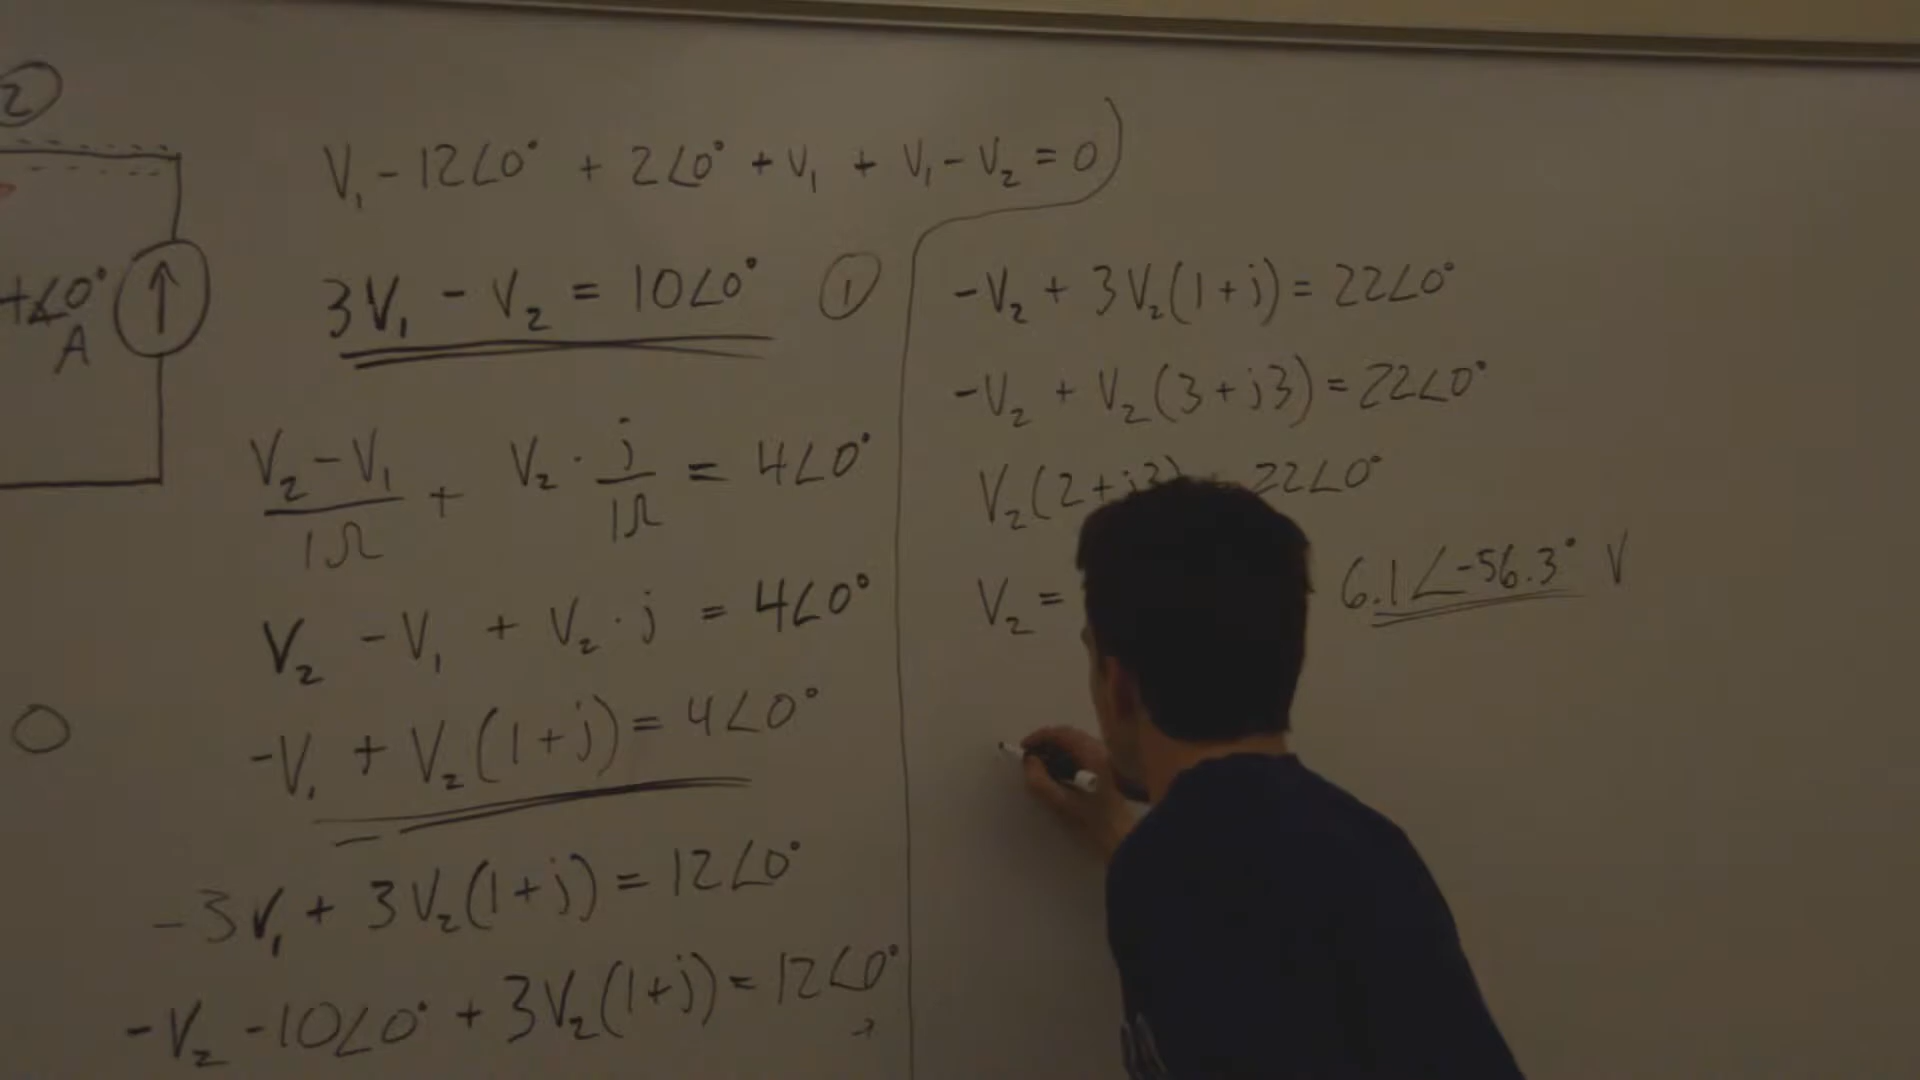 2
4∠0°
A
V₁ - 12∠0° + 2∠0° + V₁ + V₁ - V₂ = 0
3V₁ - V₂ = 10∠0° ①
(V₂ - V₁)/1Ω + V₂ · j/1Ω = 4∠0°
V₂ - V₁ + V₂ · j = 4∠0°
-V₁ + V₂(1+j) = 4∠0°
-3V₁ + 3V₂(1+j) = 12∠0°
-V₂ - 10∠0° + 3V₂(1+j) = 12∠0°
→
-V₂ + 3V₂(1+j) = 22∠0°
-V₂ + V₂(3+j3) = 22∠0°
V₂(2+j3) 22∠0°
V₂ = 6.1∠-56.3° V